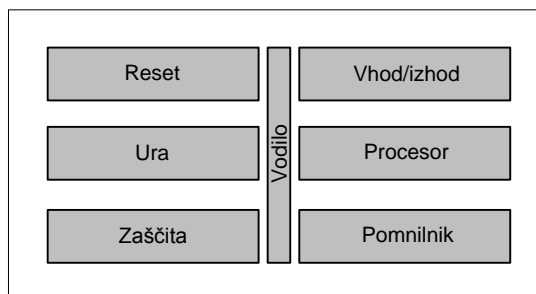 Reset
Ura
Zaščita
Vodilo
Vhod/izhod
Procesor
Pomnilnik